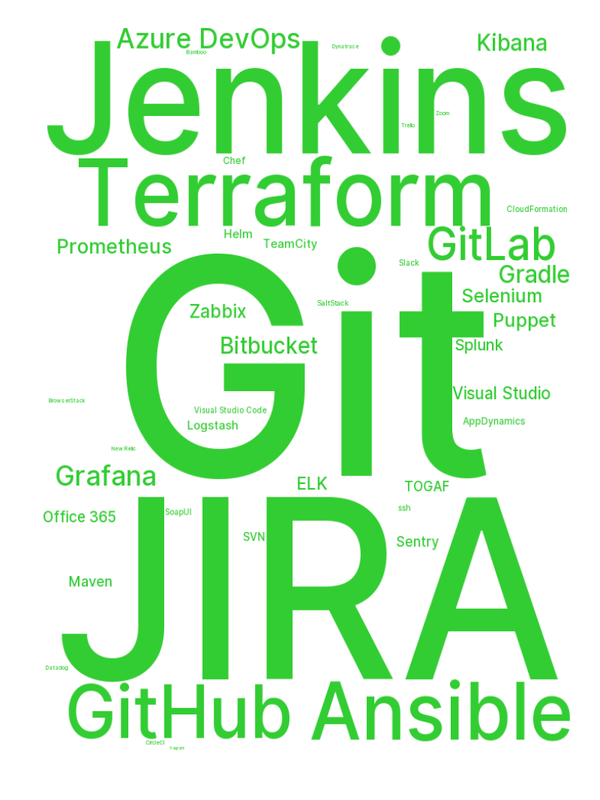 Azure DevOps
Bamboo
Dynatrace
Kibana
Jenkins
Zoom
Trello
Chef
Terraform
CloudFormation
Helm
TeamCity
Prometheus
GitLab
Slack
Gradle
Selenium
SaltStack
Zabbix
Puppet
Git
Bitbucket
Splunk
Visual Studio
BrowserStack
Visual Studio Code
AppDynamics
Logstash
New Relic
Grafana
ELK
TOGAF
Office 365
SoapUI
ssh
SVN
Sentry
JIRA
Maven
Datadog
GitHub
Ansible
CircleCI